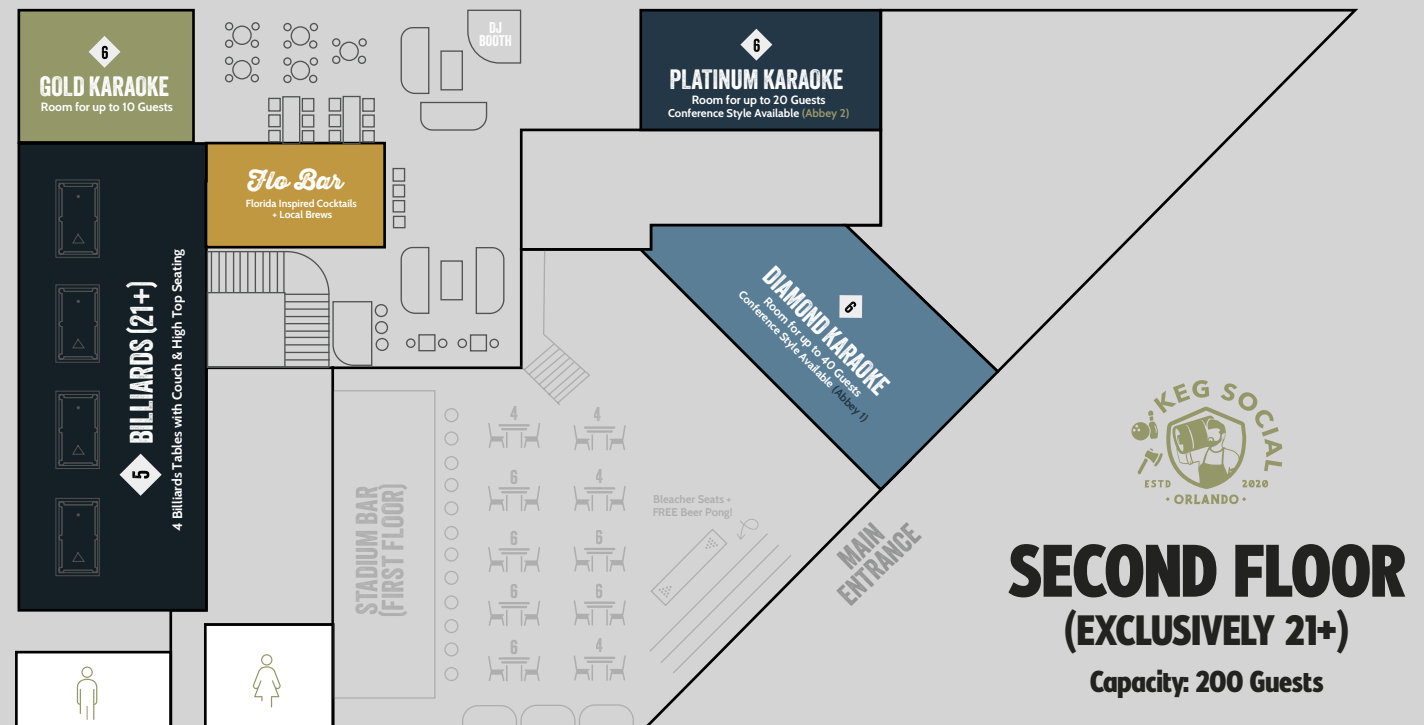 6
GOLD KARAOKE
Room for up to 10 Guests
DJ
BOOTH
6
PLATINUM KARAOKE
Room for up to 20 Guests
Conference Style Available (Abbey 2)
Flo Bar
Florida Inspired Cocktails
+ Local Brews
5 BILLIARDS (21+)
4 Billiards Tables with Couch & High Top Seating
6
DIAMOND KARAOKE
Room for up to 40 Guests
Conference Style Available (Abbey 1)
STADIUM BAR
(FIRST FLOOR)
4 4
6 4
6 6
6 6
6 4
Bleacher Seats +
FREE Beer Pong!
MAIN
ENTRANCE
KEG SOCIAL
ESTD 2020
• ORLANDO •
SECOND FLOOR
(EXCLUSIVELY 21+)
Capacity: 200 Guests